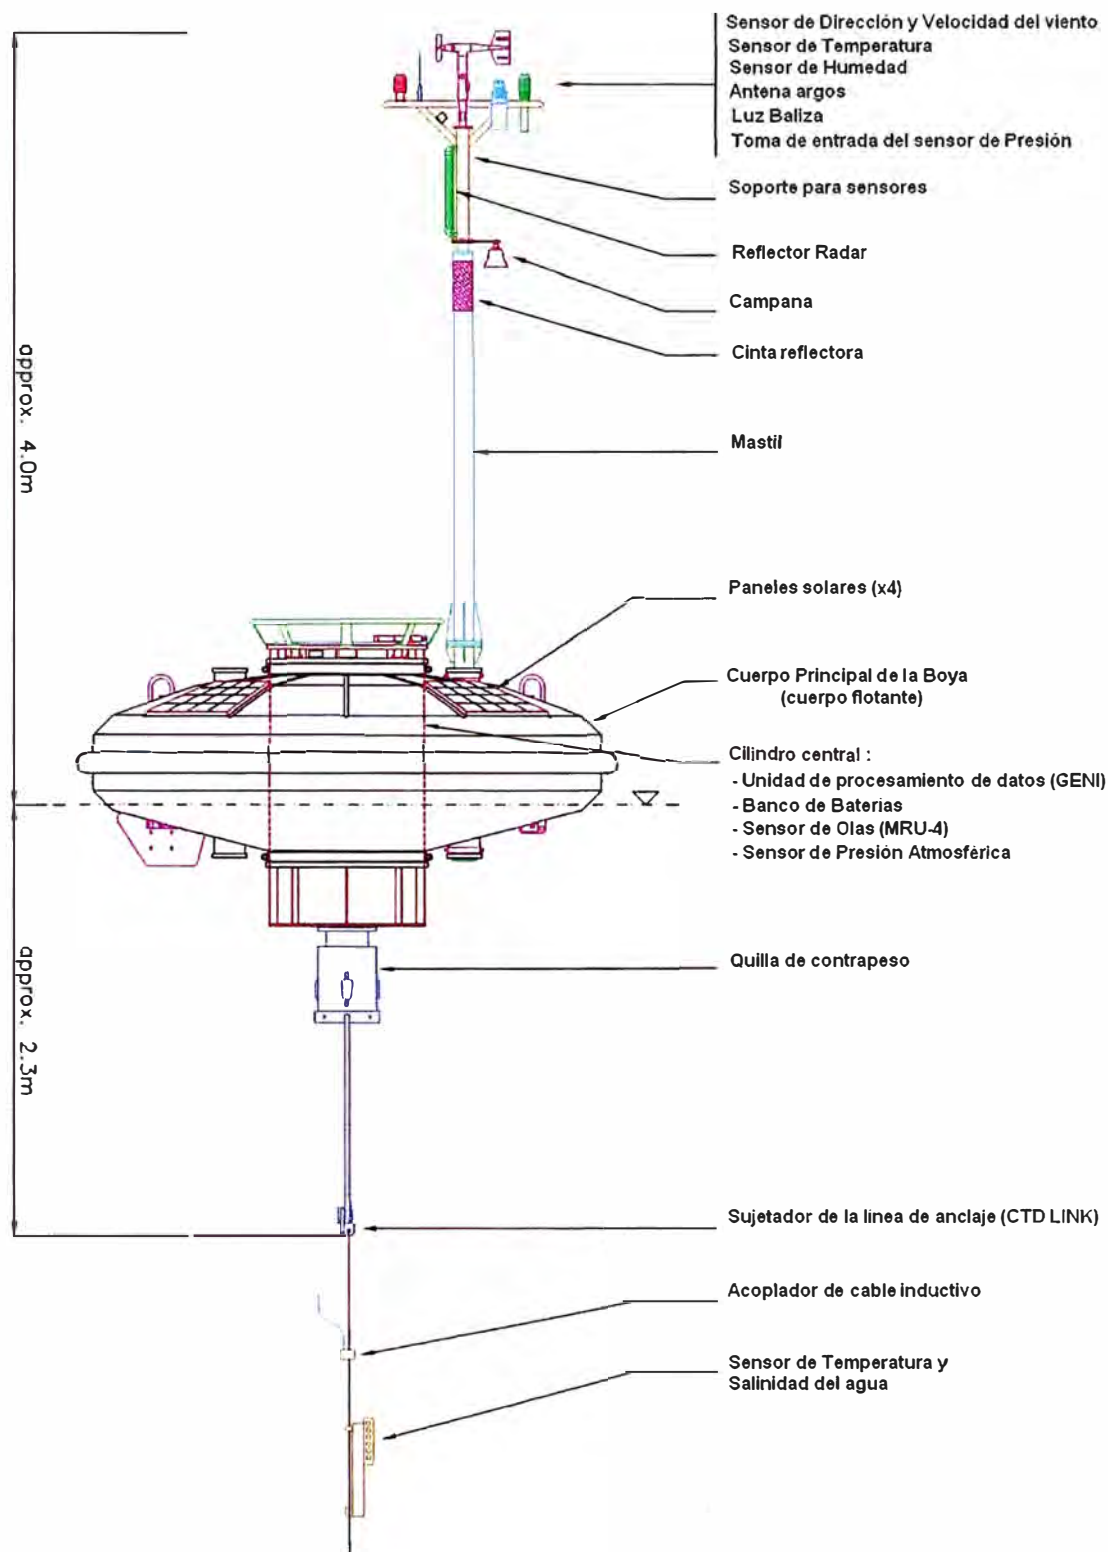 Sensor de Dirección y Velocidad del viento
Sensor de Temperatura
Sensor de Humedad
Antena argos
Luz Baliza
Toma de entrada del sensor de Presión
Soporte para sensores
Reflector Radar
Campana
Cinta reflectora
approx. 4.0m
Mastil
Paneles solares (x4)
Cuerpo Principal de la Boya
(cuerpo flotante)
Cilindro central :
- Unidad de procesamiento de datos (GENI)
- Banco de Baterias
- Sensor de Olas (MRU-4)
- Sensor de Presión Atmosférica
Quilla de contrapeso
approx. 2.3m
Sujetador de la linea de anclaje (CTD LINK)
Acoplador de cable inductivo
Sensor de Temperatura y
Salinidad del agua